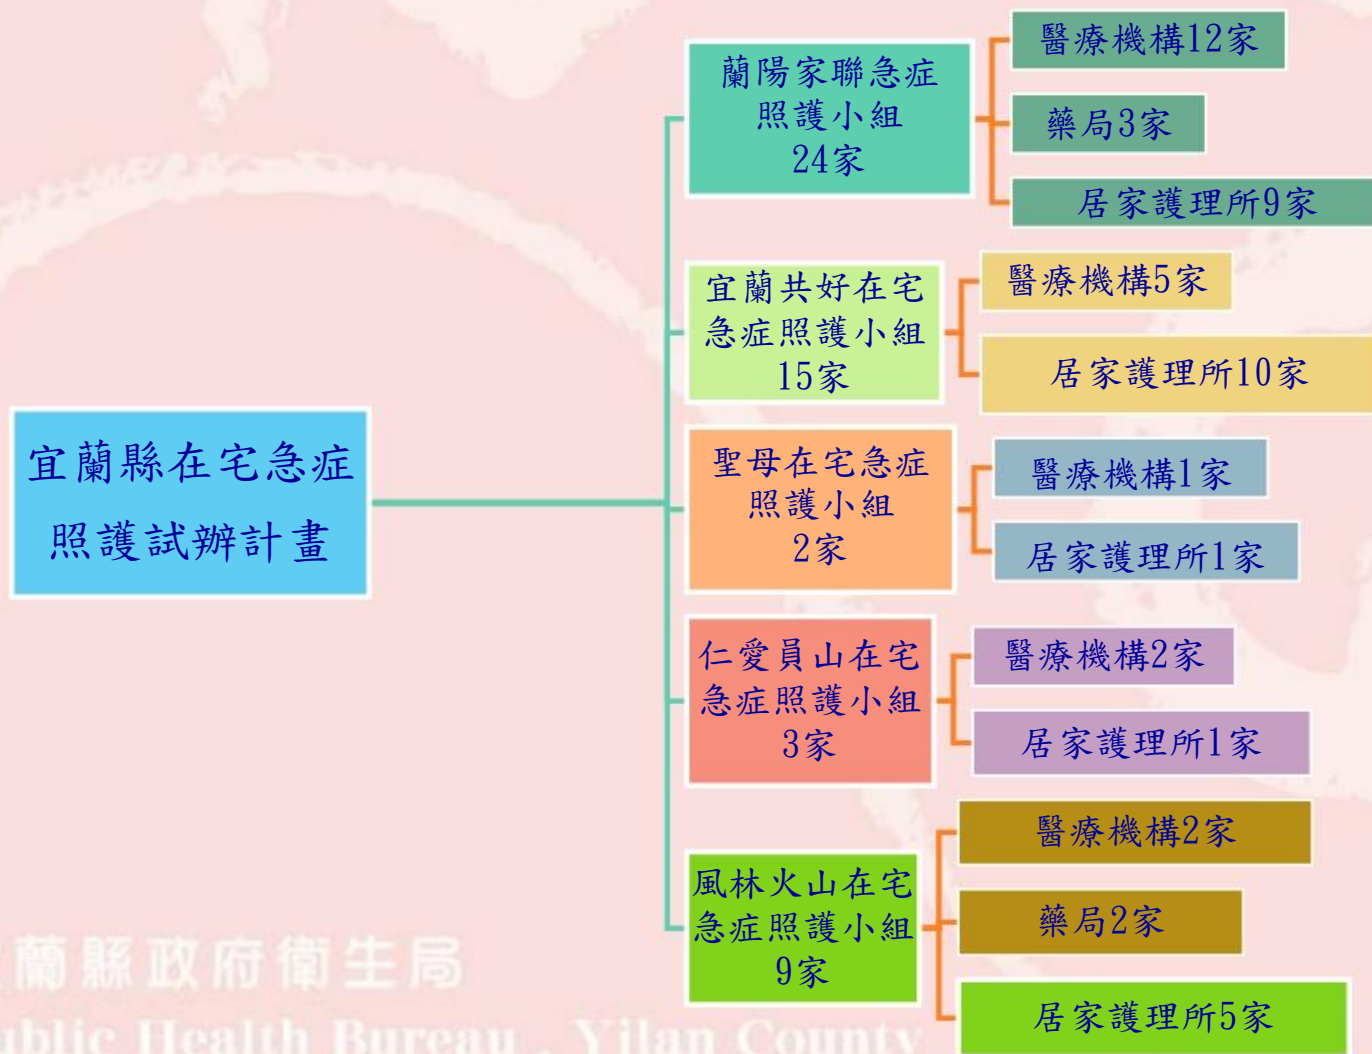 宜蘭縣在宅急症
照護試辦計畫
蘭陽家聯急症
照護小組
24家
醫療機構12家
藥局3家
居家護理所9家
宜蘭共好在宅
急症照護小組
15家
醫療機構5家
居家護理所10家
聖母在宅急症
照護小組
2家
醫療機構1家
居家護理所1家
仁愛員山在宅
急症照護小組
3家
醫療機構2家
居家護理所1家
風林火山在宅
急症照護小組
9家
醫療機構2家
藥局2家
居家護理所5家
蘭縣政府衛生局
Public Health Bureau , Yilan County